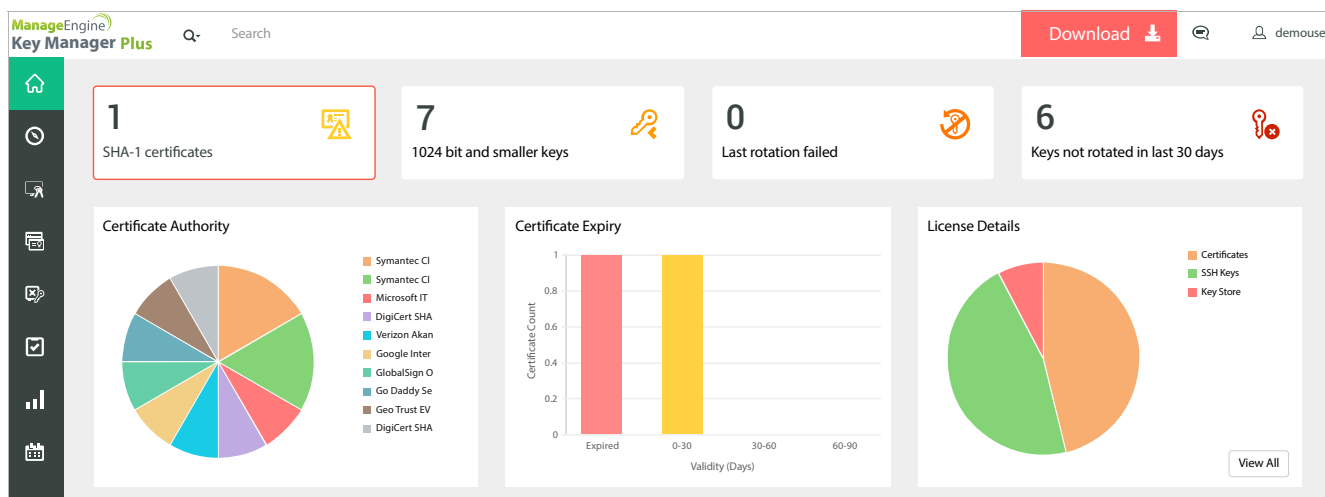 ManageEngine
Key Manager Plus
Search
Download
demouse
1
SHA-1 certificates
7
1024 bit and smaller keys
0
Last rotation failed
6
Keys not rotated in last 30 days
Certificate Authority
Symantec Cl
Symantec Cl
Microsoft IT
DigiCert SHA
Verizon Akan
Google Inter
GlobalSign O
Go Daddy Se
Geo Trust EV
DigiCert SHA
Certificate Expiry
Certificate Count
1
0.8
0.6
0.4
0.2
0
Expired
0-30
30-60
60-90
Validity (Days)
License Details
Certificates
SSH Keys
Key Store
View All